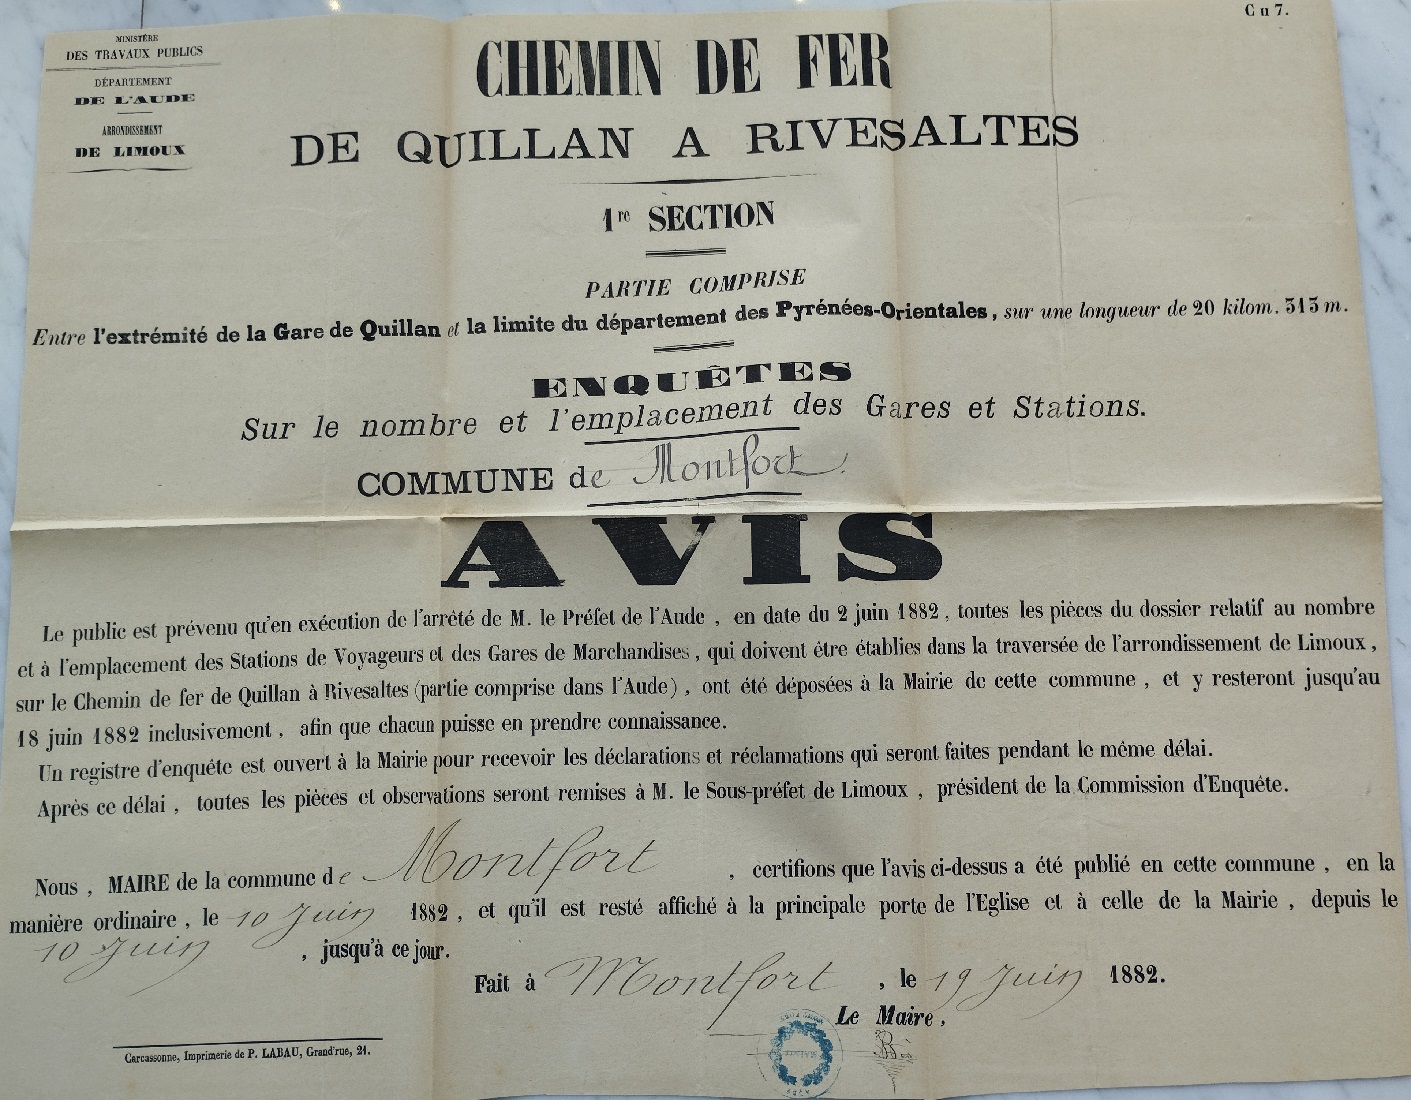 C n 7.
MINISTÈRE
DES TRAVAUX PUBLICS
DÉPARTEMENT
DE L'AUDE
ARRONDISSEMENT
DE LIMOUX
CHEMIN DE FER
DE QUILLAN A RIVESALTES
1re SECTION
PARTIE COMPRISE
Entre l'extrémité de la Gare de Quillan et la limite du département des Pyrénées-Orientales, sur une longueur de 20 kilom. 313 m.
ENQUÊTES
Sur le nombre et l'emplacement des Gares et Stations.
COMMUNE de Montfort.
AVIS
Le public est prévenu qu'en exécution de l'arrêté de M. le Préfet de l'Aude, en date du 2 juin 1882, toutes les pièces du dossier relatif au nombre
et à l'emplacement des Stations de Voyageurs et des Gares de Marchandises, qui doivent être établies dans la traversée de l'arrondissement de Limoux,
sur le Chemin de fer de Quillan à Rivesaltes (partie comprise dans l'Aude), ont été déposées à la Mairie de cette commune, et y resteront jusqu'au
18 juin 1882 inclusivement, afin que chacun puisse en prendre connaissance.
Un registre d'enquête est ouvert à la Mairie pour recevoir les déclarations et réclamations qui seront faites pendant le même délai.
Après ce délai, toutes les pièces et observations seront remises à M. le Sous-préfet de Limoux, président de la Commission d'Enquête.
Nous, MAIRE de la commune de Montfort, certifions que l'avis ci-dessus a été publié en cette commune, en la
manière ordinaire, le 10 Juin 1882, et qu'il est resté affiché à la principale porte de l'Eglise et à celle de la Mairie, depuis le
10 Juin, jusqu'à ce jour.
Fait à Montfort, le 19 Juin 1882.
Le Maire,
Carcassonne, Imprimerie de P. LABAU, Grand'rue, 21.